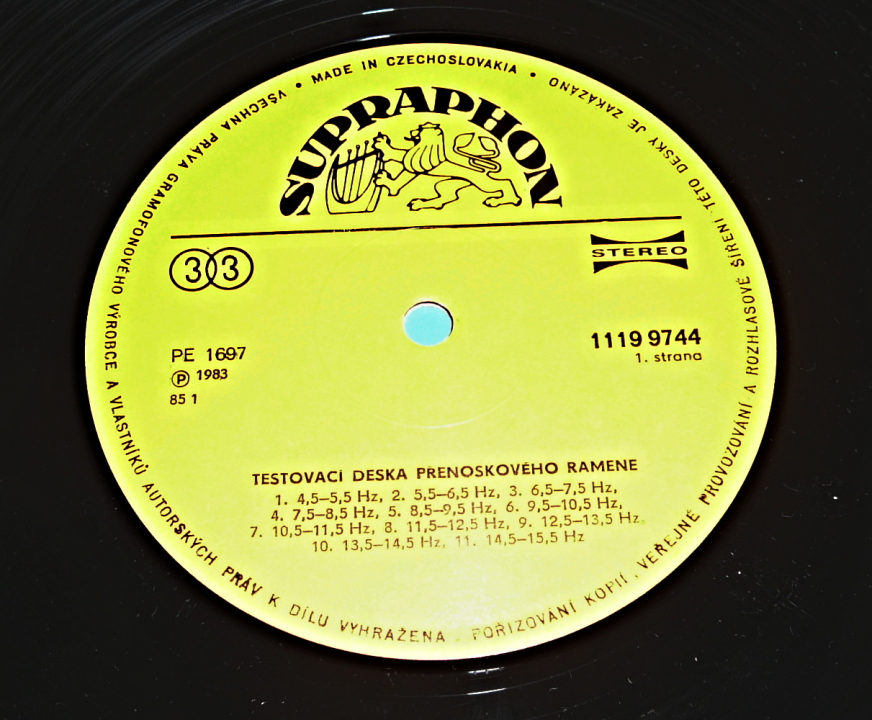 VŠECHNA PRÁVA GRAMOFONOVÉHO VÝROBCE A VLASTNÍKŮ AUTORSKÝCH PRÁV K DÍLU VYHRAŽENA . POŘIZOVÁNÍ KOPIÍ , VEŘEJNÉ PROVOZOVÁNÍ A ROZHLASOVÉ ŠÍŘENÍ TÉTO DESKY JE ZAKÁZÁNO • MADE IN CZECHOSLOVAKIA •
SUPRAPHON
33
STEREO
PE 1697
Ⓟ 1983
85 1
1119 9744
1. strana
TESTOVACÍ DESKA PŘENOSKOVÉHO RAMENE
1. 4,5–5,5 Hz, 2. 5,5–6,5 Hz, 3. 6,5–7,5 Hz,
4. 7,5–8,5 Hz, 5. 8,5–9,5 Hz, 6. 9,5–10,5 Hz,
7. 10,5–11,5 Hz, 8. 11,5–12,5 Hz, 9. 12,5–13,5 Hz,
10. 13,5–14,5 Hz, 11. 14,5–15,5 Hz